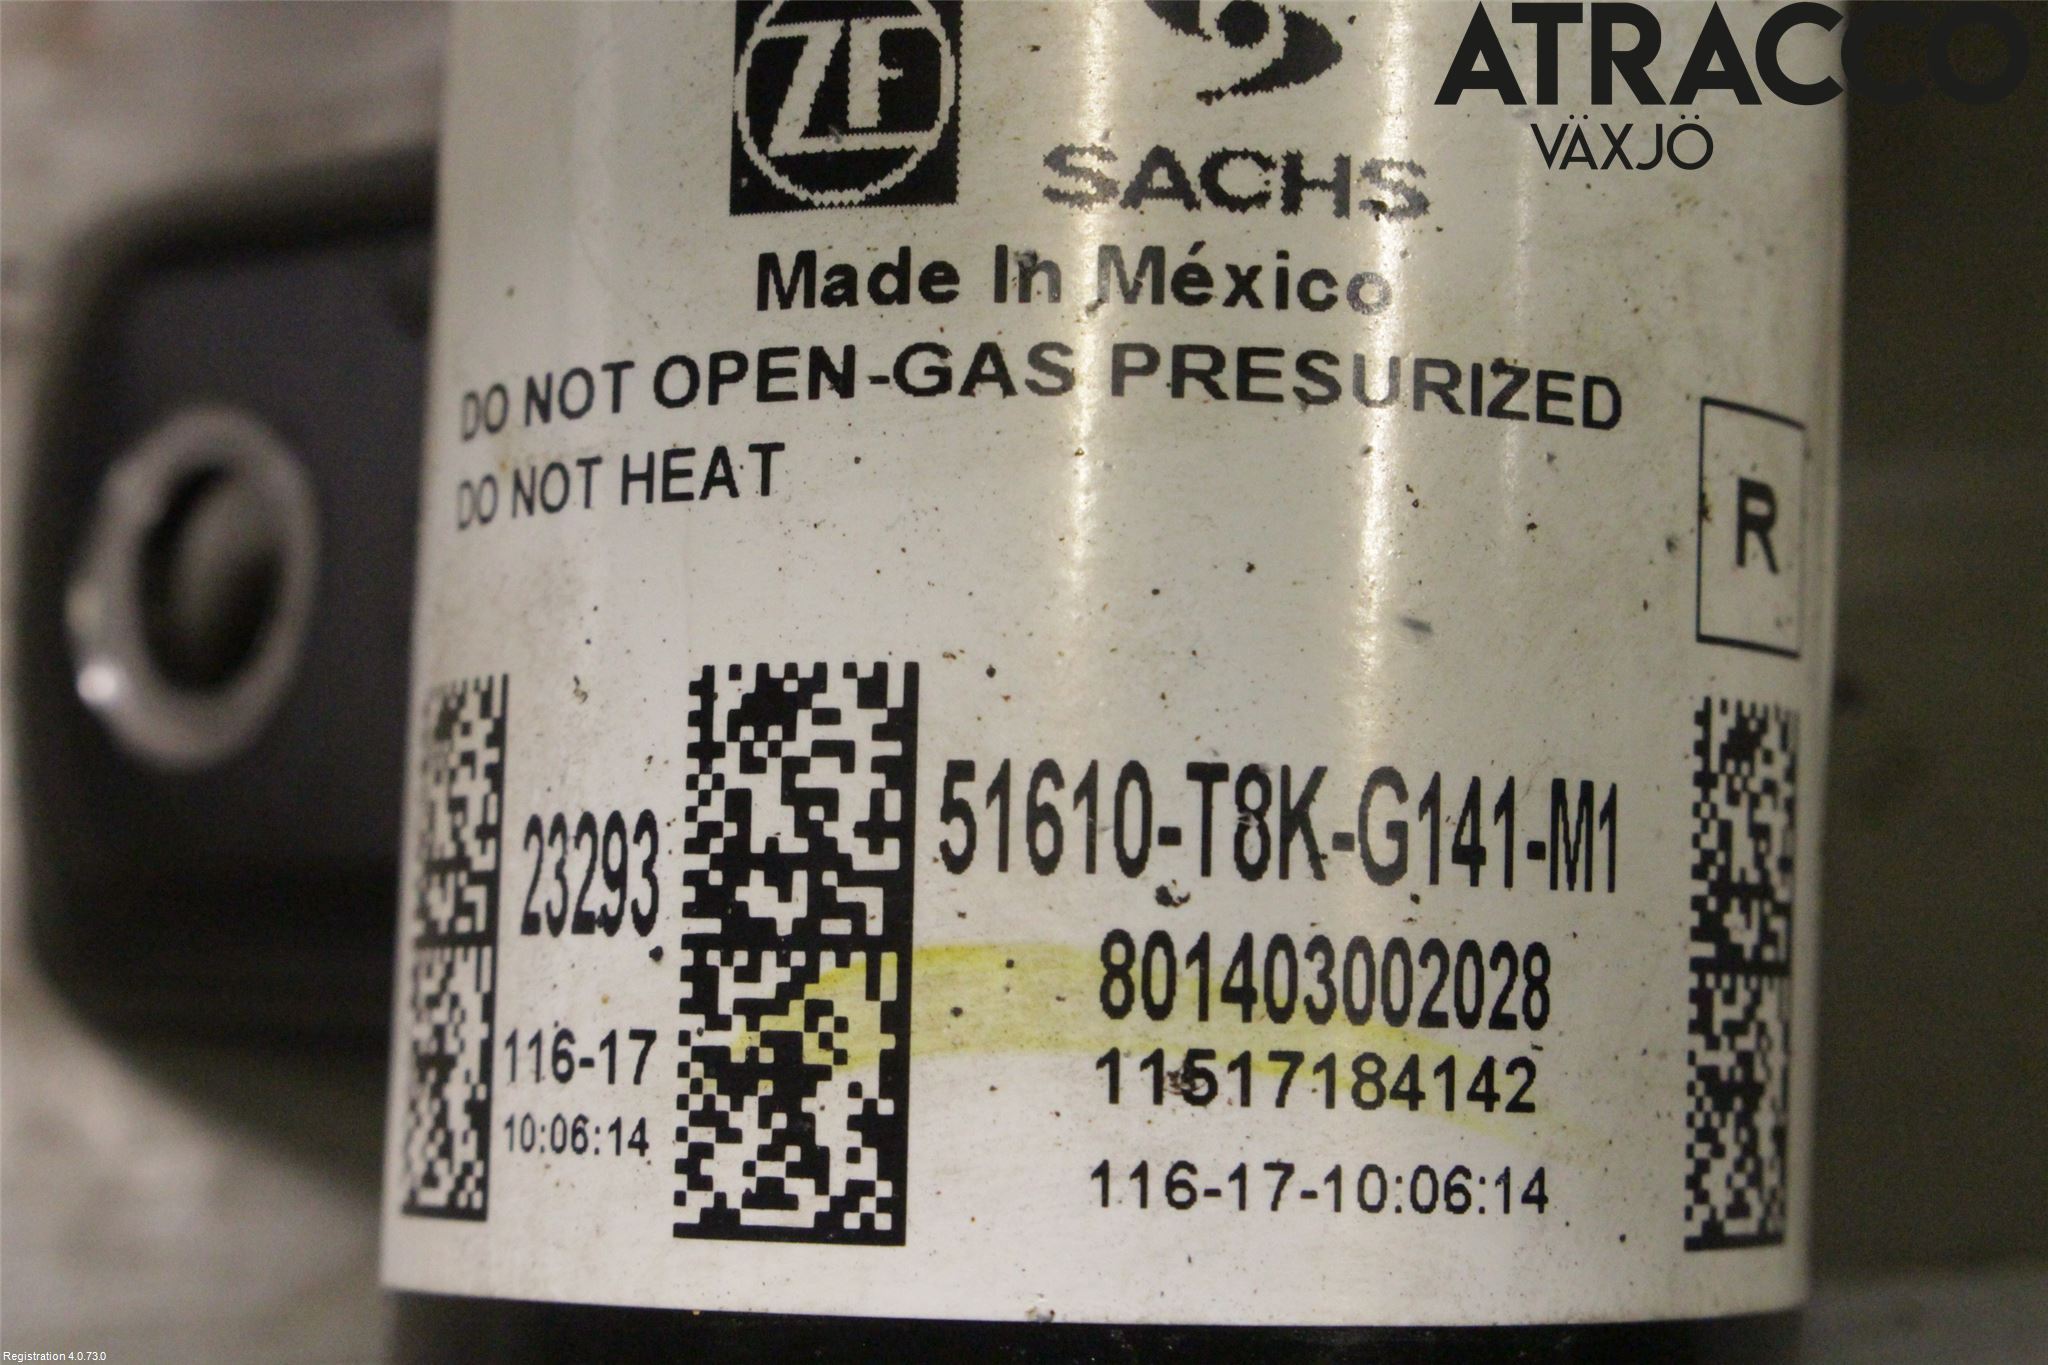 ATRACCO
VÄXJÖ
ZF
SACHS
Made In México
DO NOT OPEN-GAS PRESURIZED
DO NOT HEAT
R
23293
51610-T8K-G141-M1
801403002028
11517184142
116-17
10:06:14
116-17-10:06:14
Registration 4.0.73.0